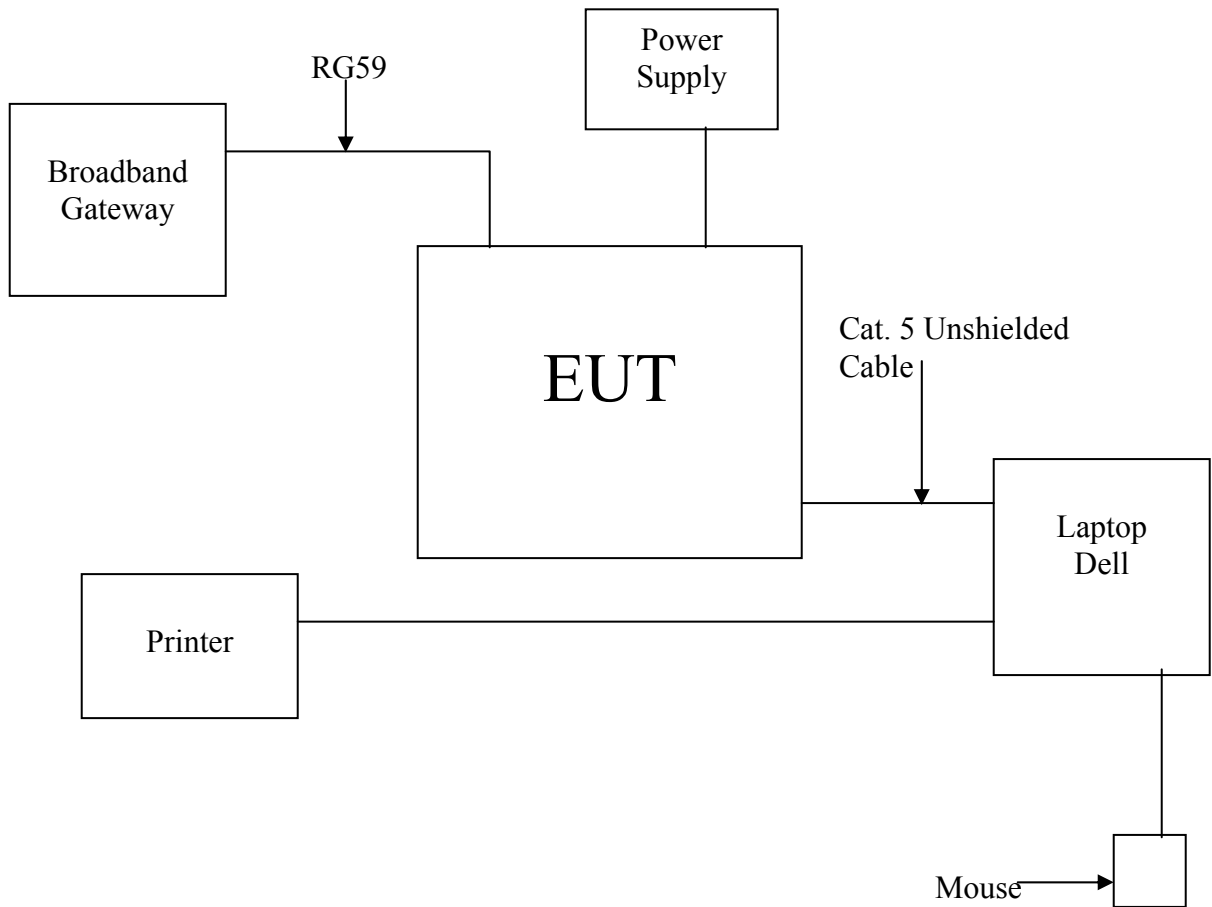 Power
Supply
RG59
Broadband
Gateway
Cat. 5 Unshielded
Cable
EUT
Laptop
Dell
Printer
Mouse